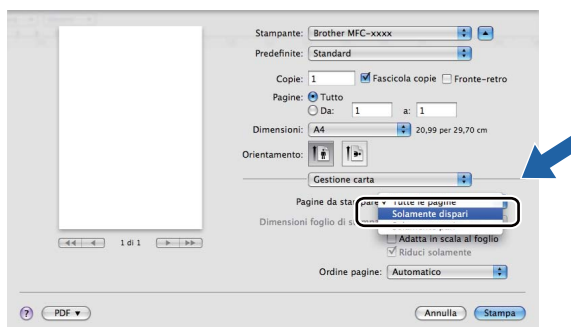 Stampante: Brother MFC-xxxx
Predefinite: Standard
Copie: 1 Fascicola copie Fronte-retro
Pagine: Tutto
Da: 1 a: 1
Dimensioni: A4 20,99 per 29,70 cm
Orientamento:
Gestione carta
Pagine da stampare Tutte le pagine
Solamente dispari
Dimensioni foglio di
Adatta in scala al foglio
1 di 1
Riduci solamente
Ordine pagine: Automatico
? PDF Annulla Stampa